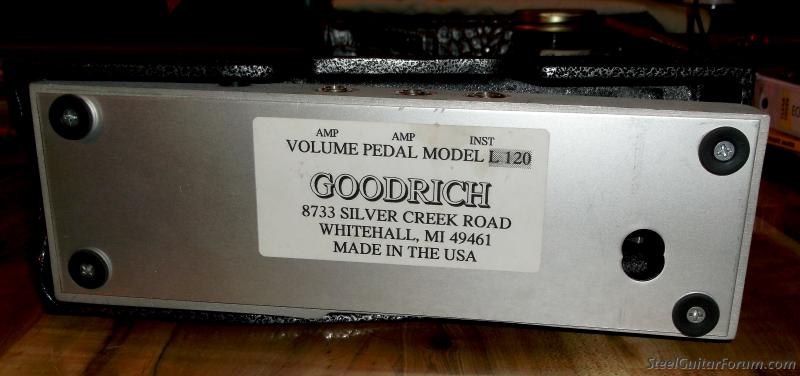 AMP AMP INST
VOLUME PEDAL MODEL L 120
GOODRICH
8733 SILVER CREEK ROAD
WHITEHALL, MI 49461
MADE IN THE USA
SteelGuitarForum.com